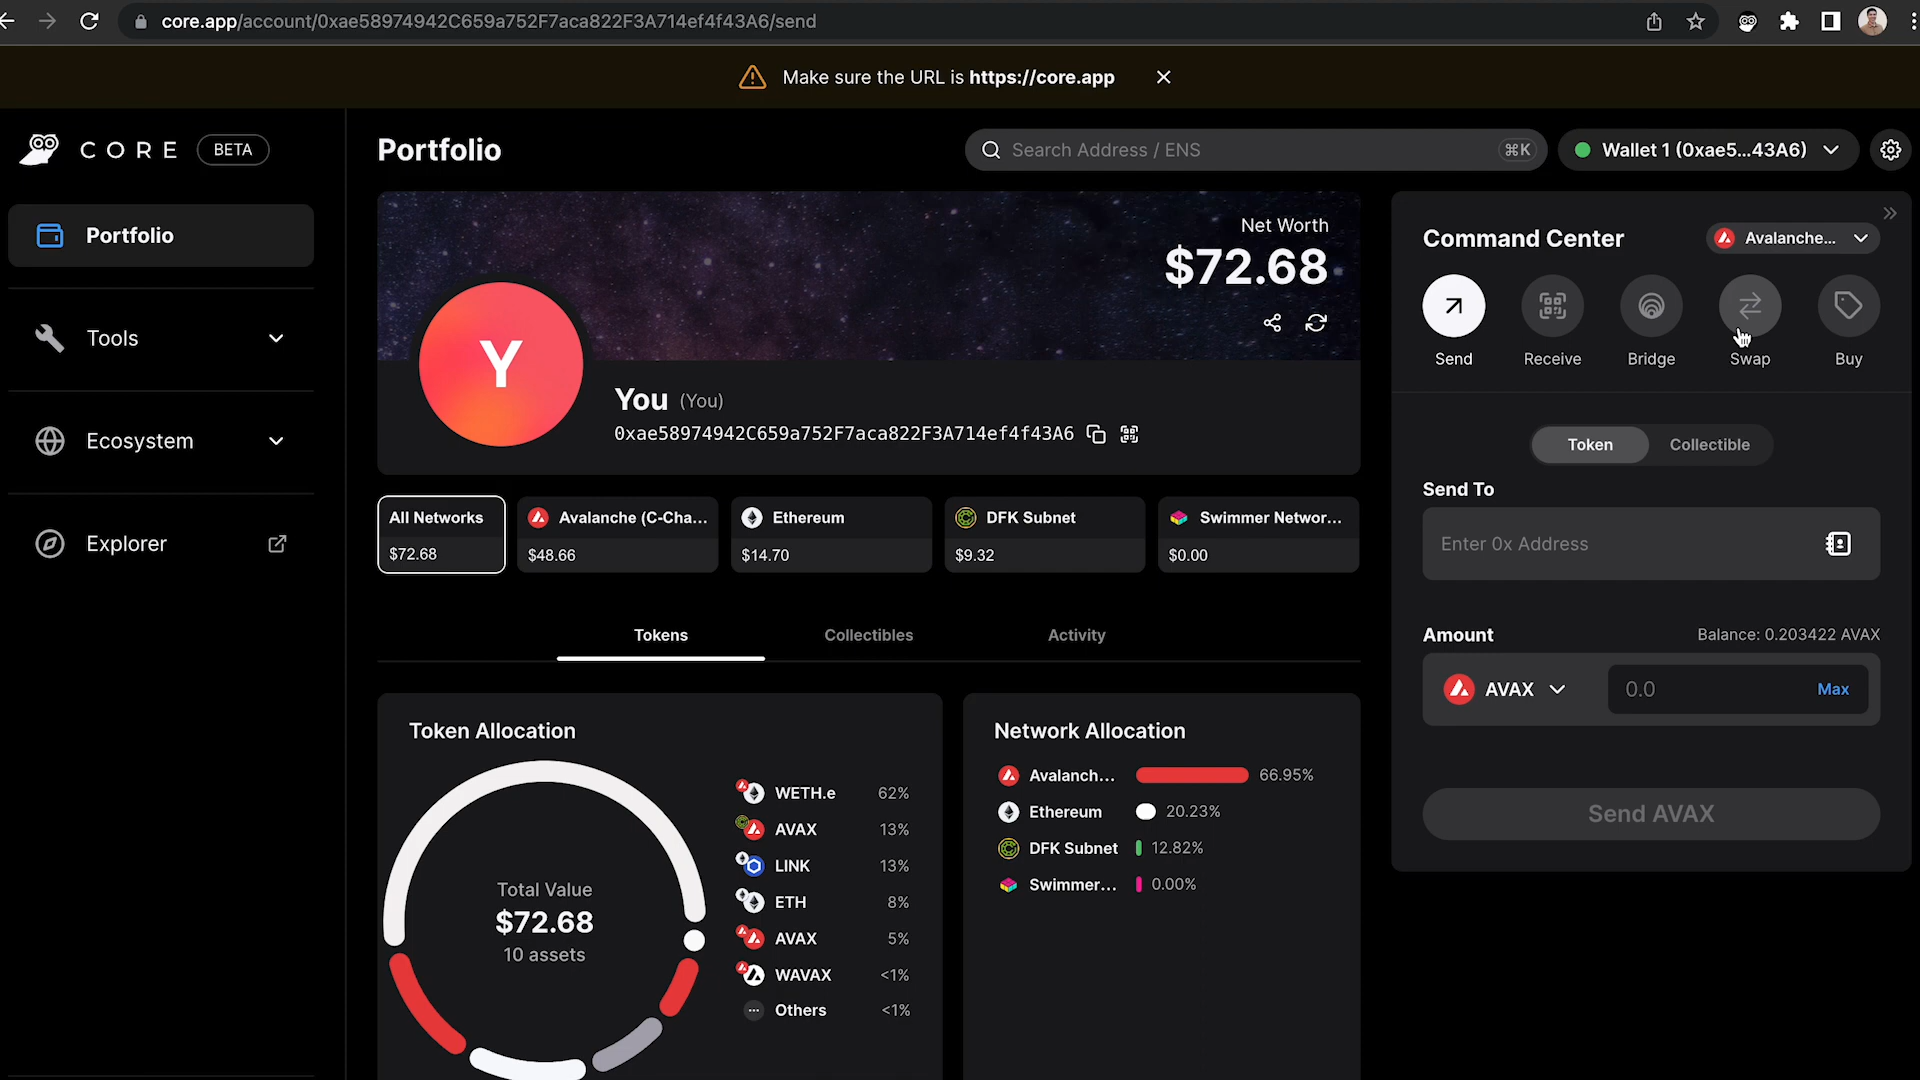 core.app/account/0xae58974942C659a752F7aca822F3A714ef4f43A6/send
Make sure the URL is https://core.app
CORE BETA
Portfolio
Tools
Ecosystem
Explorer
Portfolio
Search Address / ENS ⌘K
Wallet 1 (0xae5...43A6)
Net Worth
$72.68
Y
You (You)
0xae58974942C659a752F7aca822F3A714ef4f43A6
All Networks
$72.68
Avalanche (C-Cha...
$48.66
Ethereum
$14.70
DFK Subnet
$9.32
Swimmer Networ...
$0.00
Tokens Collectibles Activity
Token Allocation
Total Value
$72.68
10 assets
WETH.e 62%
AVAX 13%
LINK 13%
ETH 8%
AVAX 5%
WAVAX <1%
Others <1%
Network Allocation
Avalanch... 66.95%
Ethereum 20.23%
DFK Subnet 12.82%
Swimmer... 0.00%
Command Center
Avalanche...
Send Receive Bridge Swap Buy
Token Collectible
Send To
Enter 0x Address
Amount Balance: 0.203422 AVAX
AVAX 0.0 Max
Send AVAX